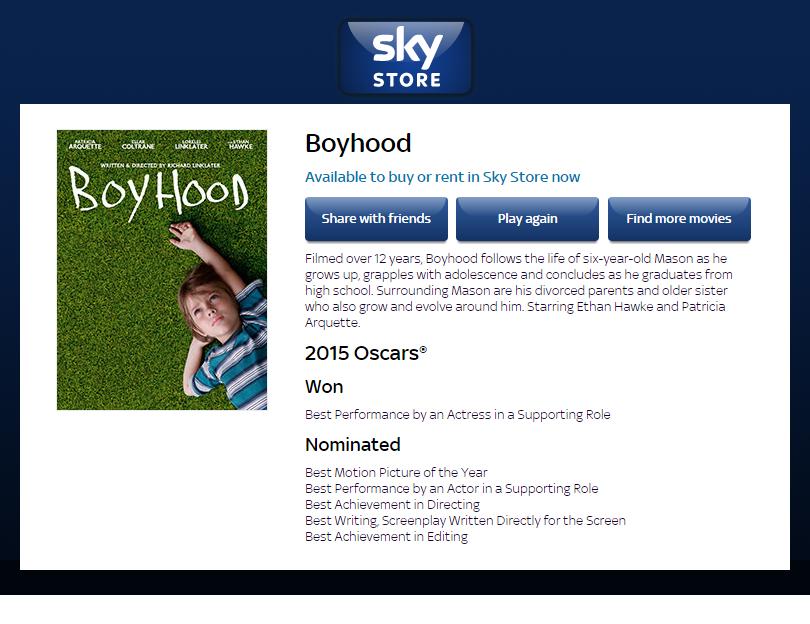 sky
STORE
PATRICIA ARQUETTE ELLAR COLTRANE LORELEI LINKLATER ETHAN HAWKE
WRITTEN & DIRECTED BY RICHARD LINKLATER
BoyHood
Boyhood
Available to buy or rent in Sky Store now
Share with friends
Play again
Find more movies
Filmed over 12 years, Boyhood follows the life of six-year-old Mason as he
grows up, grapples with adolescence and concludes as he graduates from
high school. Surrounding Mason are his divorced parents and older sister
who also grow and evolve around him. Starring Ethan Hawke and Patricia
Arquette.
2015 Oscars®
Won
Best Performance by an Actress in a Supporting Role
Nominated
Best Motion Picture of the Year
Best Performance by an Actor in a Supporting Role
Best Achievement in Directing
Best Writing, Screenplay Written Directly for the Screen
Best Achievement in Editing